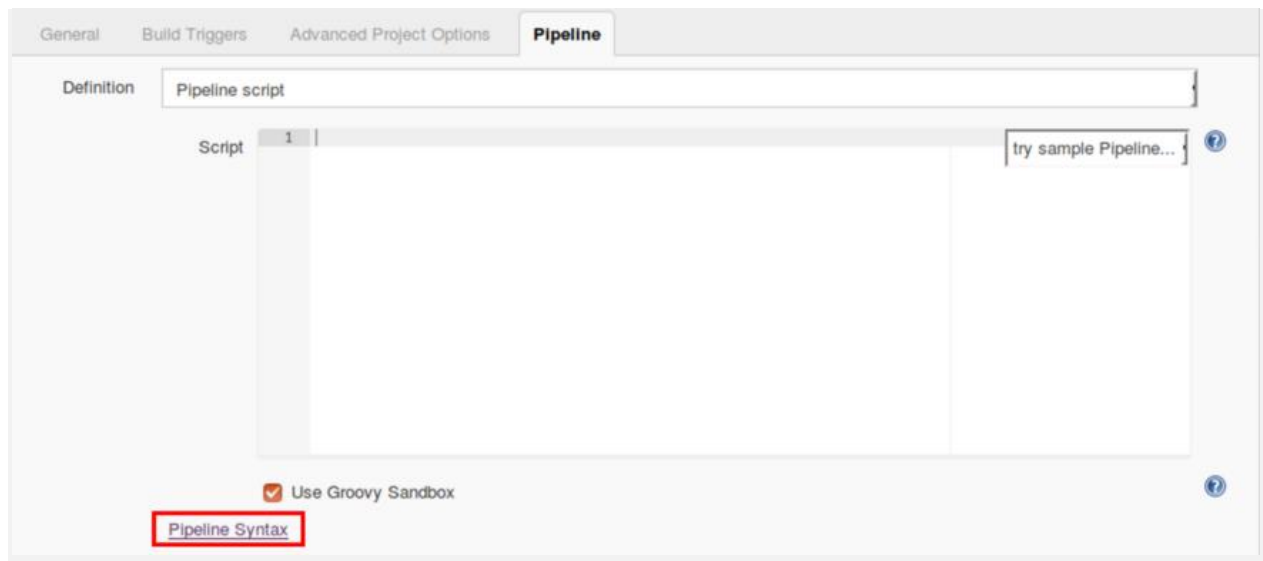 General Build Triggers Advanced Project Options Pipeline
Definition Pipeline script
Script 1 try sample Pipeline...
Use Groovy Sandbox
Pipeline Syntax